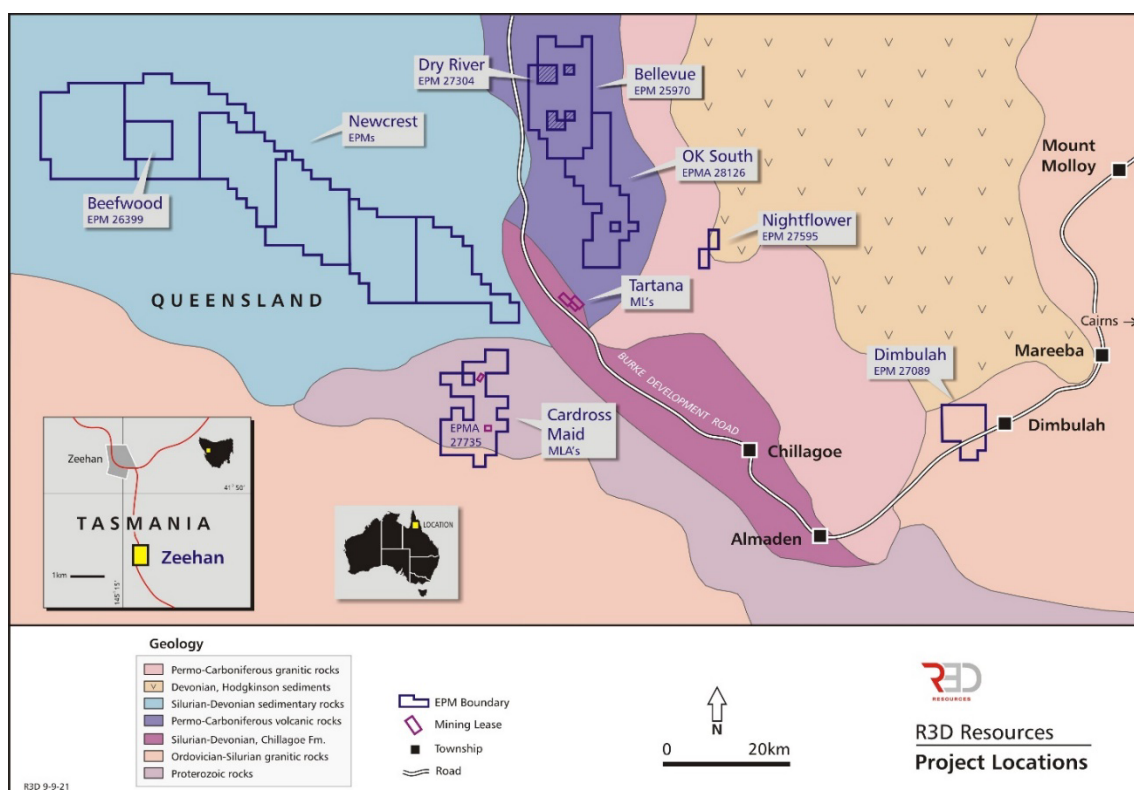 Dry River
EPM 27304
Bellevue
EPM 25970
Newcrest
EPMs
Mount
Molloy
OK South
EPMA 28126
Beefwood
EPM 26399
Nightflower
EPM 27595
QUEENSLAND
Tartana
ML's
Cairns →
Mareeba
Dimbulah
EPM 27089
BURKE DEVELOPMENT ROAD
Cardross
Maid
MLA's
EPMA
27735
Dimbulah
Chillagoe
Almaden
Zeehan
41° 50'
TASMANIA
Zeehan
1km
145° 15'
LOCATION
Geology
Permo-Carboniferous granitic rocks
Devonian, Hodgkinson sediments
Silurian-Devonian sedimentary rocks
Permo-Carboniferous volcanic rocks
Silurian-Devonian, Chillagoe Fm.
Ordovician-Silurian granitic rocks
Proterozoic rocks
EPM Boundary
Mining Lease
Township
Road
N
0 20km
R3D
RESOURCES
R3D Resources
Project Locations
R3D 9-9-21